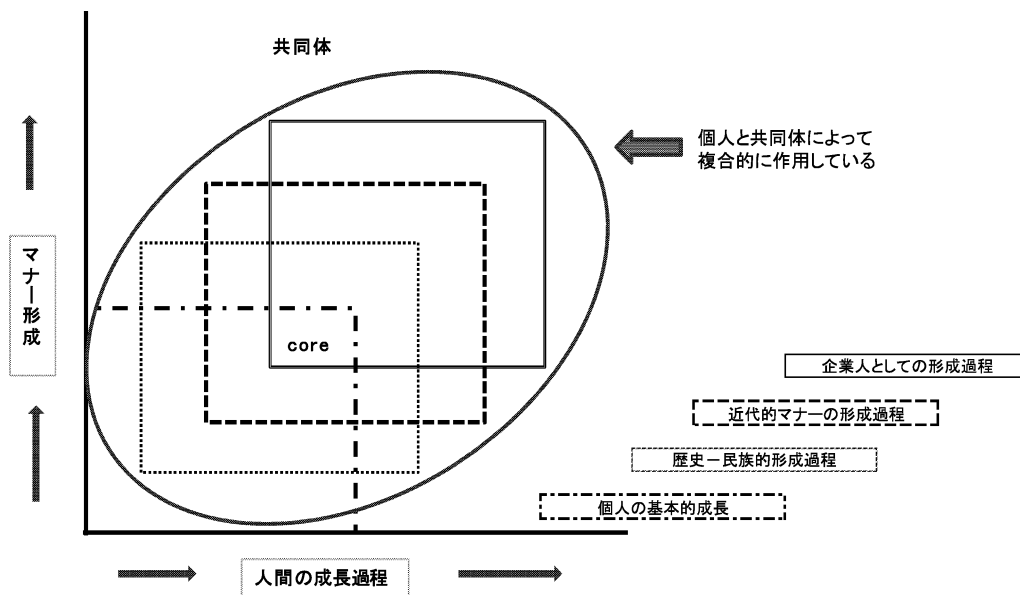 共同体
個人と共同体によって
複合的に作用している
マナー形成
core
企業人としての形成過程
近代的マナーの形成過程
歴史－民族的形成過程
個人の基本的成長
人間の成長過程